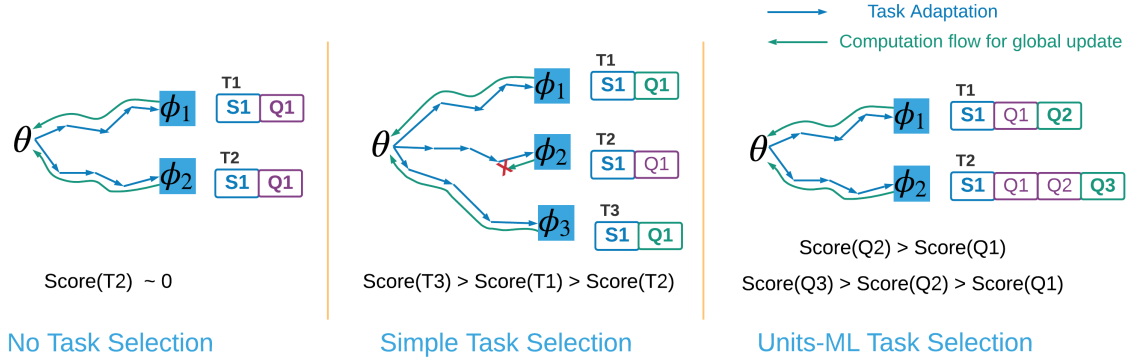 Task Adaptation
Computation flow for global update
θ
ϕ1
ϕ2
T1
S1 Q1
T2
S1 Q1
Score(T2) ~ 0
No Task Selection
θ
ϕ1
ϕ2
ϕ3
T1
S1 Q1
T2
S1 Q1
X
T3
S1 Q1
Score(T3) > Score(T1) > Score(T2)
Simple Task Selection
θ
ϕ1
ϕ2
T1
S1 Q1 Q2
T2
S1 Q1 Q2 Q3
Score(Q2) > Score(Q1)
Score(Q3) > Score(Q2) > Score(Q1)
Units-ML Task Selection